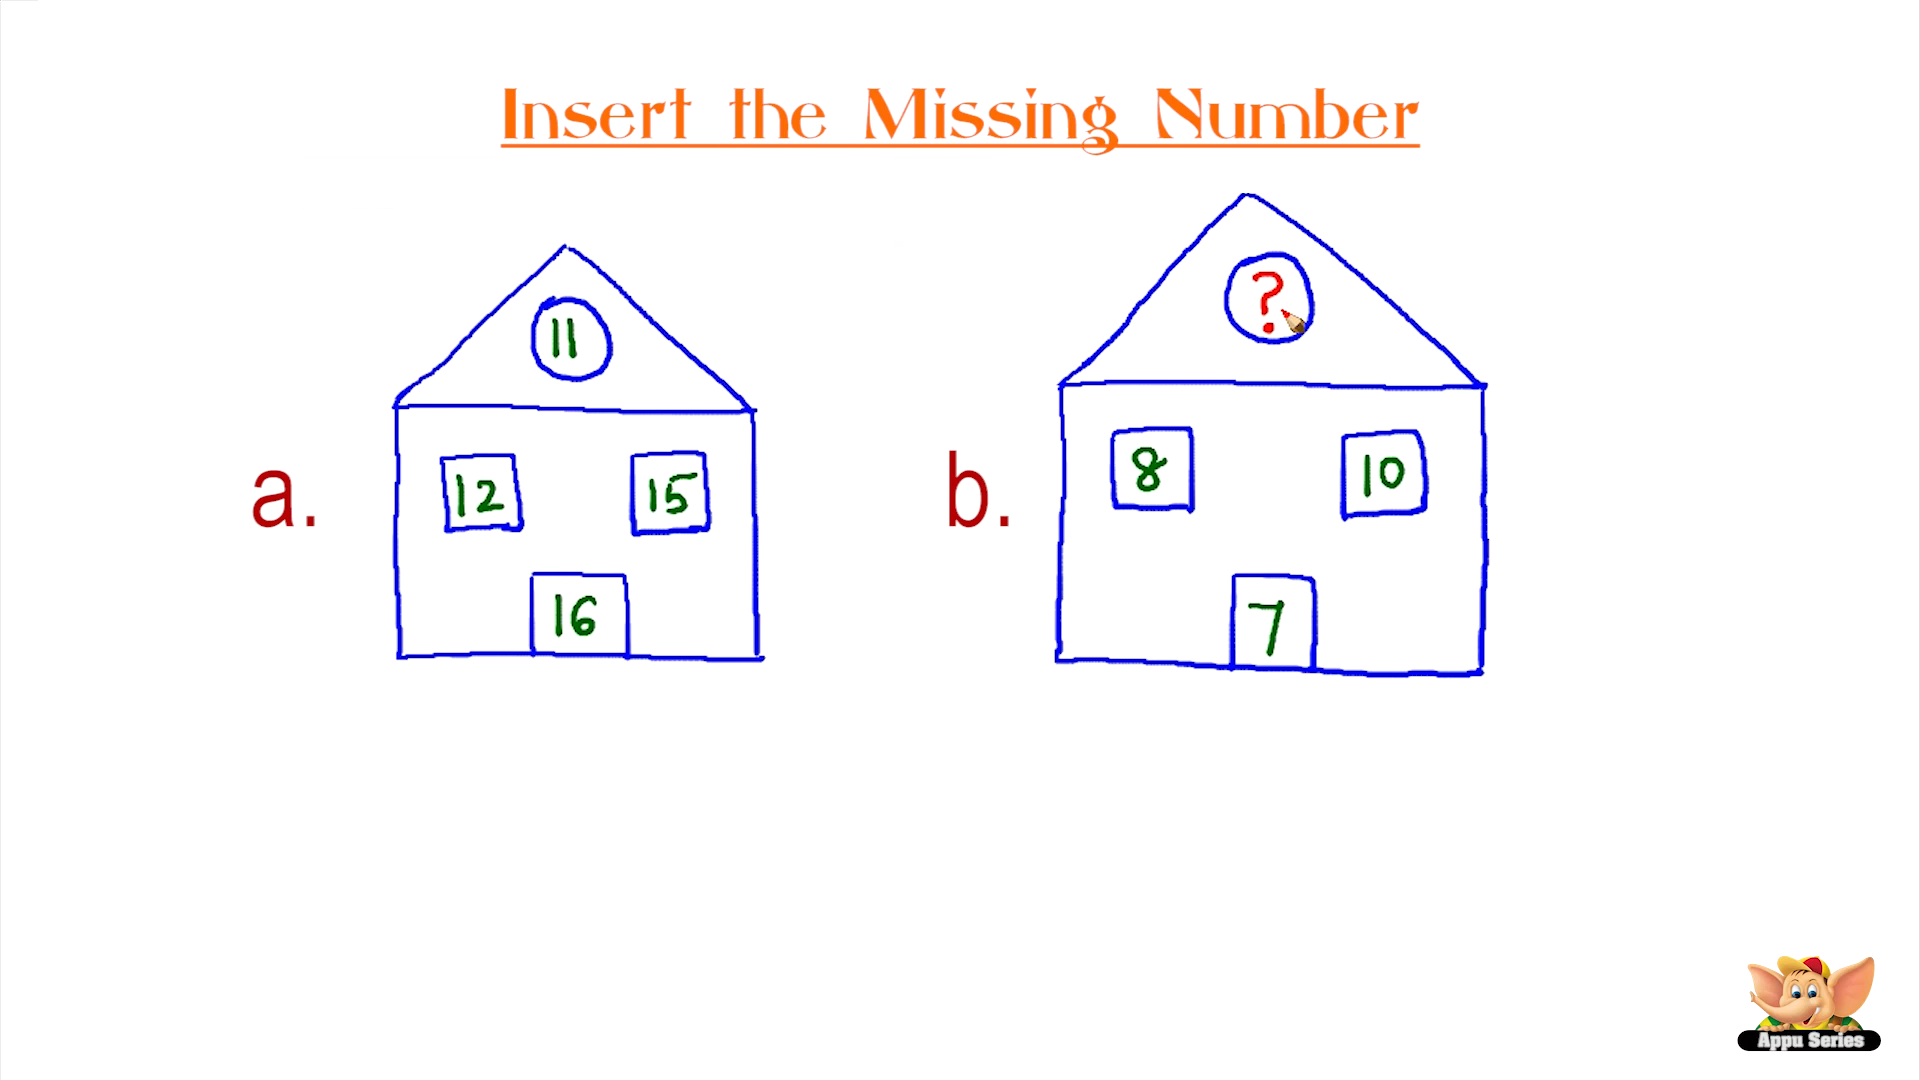 Insert the Missing Number
a.
11
12 15
16
b.
?
8 10
7
Appu Series